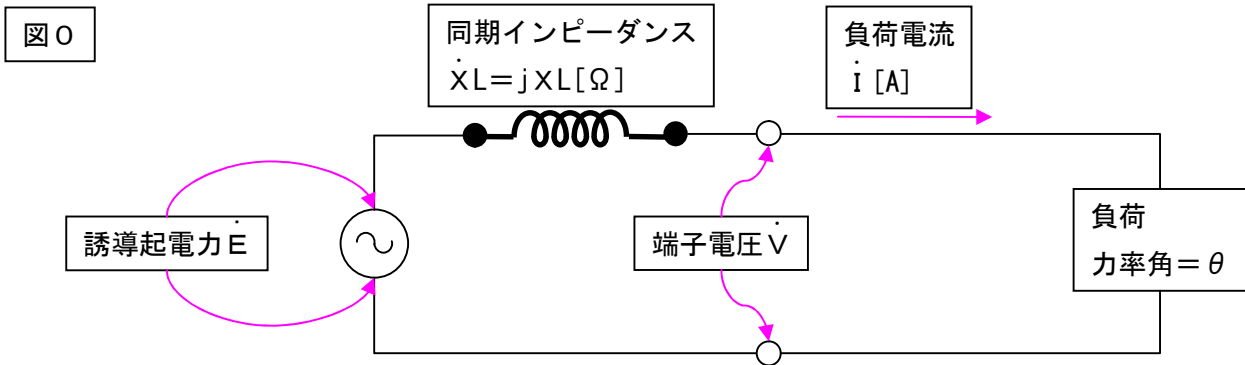 図0
同期インピーダンス
ẊL=jXL[Ω]
負荷電流
İ [A]
誘導起電力Ė
端子電圧V̇
負荷
力率角=θ